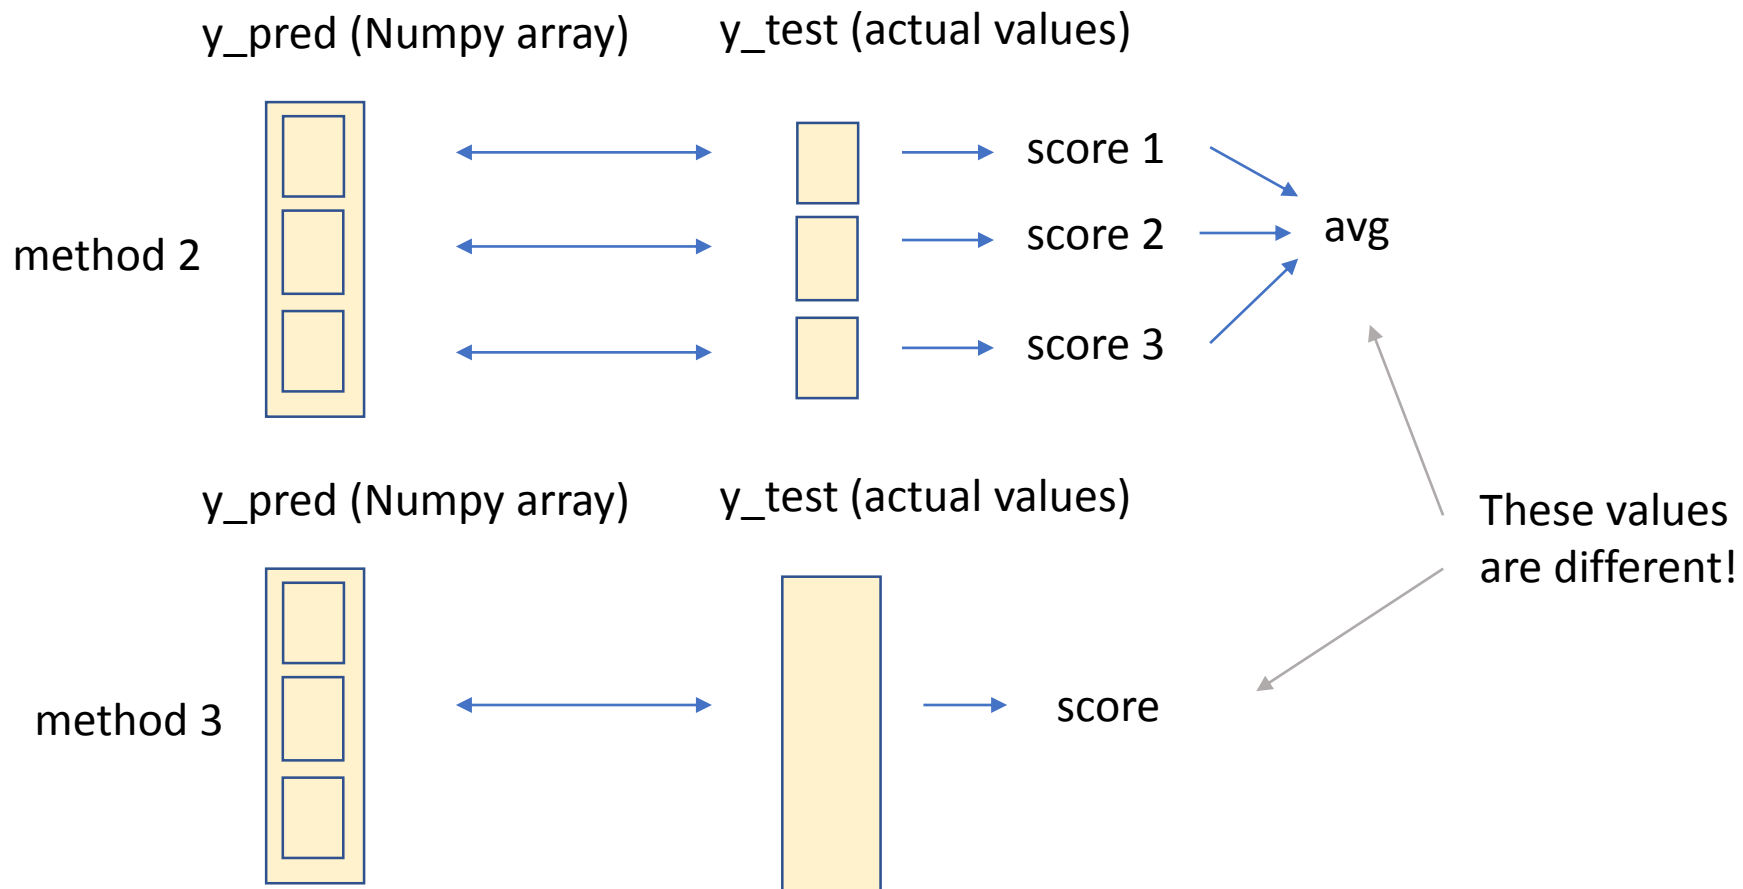 y_pred (Numpy array)
y_test (actual values)
method 2
score 1
score 2
score 3
avg
y_pred (Numpy array)
y_test (actual values)
method 3
score
These values
are different!